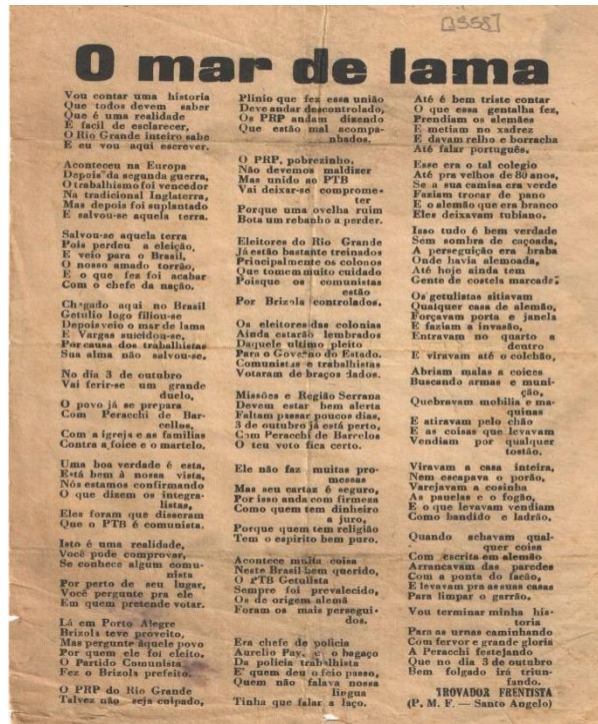 [1958]
O mar de lama
Vou contar uma historia
Que todos devem saber
Que é uma realidade
E facil de esclarecer,
O Rio Grande inteiro sabe
E eu vou aqui escrever.
Aconteceu na Europa
Depois da segunda guerra,
O trabalhismo foi vencedor
Na tradicional Inglaterra,
Mas depois foi suplantado
E salvou-se aquela terra.
Salvou-se aquela terra
Pois perdeu a eleição,
E veio para o Brasil,
O nosso amado torrão,
E o que fez foi acabar
Com o chefe da nação.
Chegado aqui no Brasil
Getulio logo filiou-se
Depois veio o mar de lama
E Vargas suicidou-se,
Por causa dos trabalhistas
Sua alma não salvou-se.
No dia 3 de outubro
Vai ferir-se um grande
duelo,
O povo já se prepara
Com Peracchi de Bar-
cellos,
Com a igreja e as familias
Contra a foice e o martelo.
Uma boa verdade é esta,
Está bem à nossa vista,
Nós estamos confirmando
O que dizem os integra-
listas,
Eles foram que disseram
Que o PTB é comunista.
Isto é uma realidade,
Você pode comprovar,
Se conhece algum comu-
nista
Por perto de seu lugar,
Você pergunte pra ele
Em quem pretende votar.
Lá em Porto Alegre
Brizola teve proveito,
Mas pergunte àquele povo
Por quem ele foi eleito.
O Partido Comunista
Fez o Brizola prefeito.
O PRP do Rio Grande
Talvez não seja culpado,
Plinio que fez essa união
Deve andar descontrolado,
Os PRP andam dizendo
Que estão mal acompa-
nhados.
O PRP, pobrezinho,
Não devemos maldizer
Mas unido ao PTB
Vai deixar-se comprome-
ter
Porque uma ovelha ruim
Bota um rebanho a perder.
Eleitores do Rio Grande
Já estão bastante treinados
Principalmente os colonos
Que tomem muito cuidado
Poisque os comunistas
estão
Por Brizola controlados.
Os eleitores das colonias
Ainda estarão lembrados
Daquele ultimo pleito
Para o Governo do Estado.
Comunistas e trabalhistas
Votaram de braços dados.
Missões e Região Serrana
Devem estar bem alerta
Faltam passar poucos dias,
3 de outubro já está perto,
Com Peracchi de Barcelos
O teu voto fica certo.
Ele não faz muitas pro-
messas
Mas seu cartaz é seguro,
Por isso anda com firmeza
Como quem tem dinheiro
a juro,
Porque quem tem religião
Tem o espirito bem puro.
Acontece muita coisa
Neste Brasil bem querido,
O PTB Getulista
Sempre foi prevalecido,
Os de origem alemã
Foram os mais persegui-
dos.
Era chefe de policia
Aurelio Pay, e o bagaço
Da policia trabalhista
E' quem deu o feio passo,
Quem não falava nossa
lingua
Tinha que falar a laço.
Até é bem triste contar
O que essa gentalha fez,
Prendiam os alemães
E metiam no xadrez
E davam relho e borracha
Até falar português.
Esse era o tal colegio
Até pra velhos de 80 anos,
Se a sua camisa era verde
Faziam trocar de pano
E o alemão que era branco
Eles deixavam tubiano.
Isso tudo é bem verdade
Sem sombra de caçoada,
A perseguição era braba
Onde havia alemoada,
Até hoje ainda tem
Gente de costela marcada.
Os getulistas sitiavam
Qualquer casa de alemão,
Forçavam porta e janela
E faziam a invasão,
Entravam no quarto a
dentro
E viravam até o colchão,
Abriam malas a coices
Buscando armas e muni-
ção,
Quebravam mobilia e ma-
quinas
E atiravam pelo chão
E as coisas que levavam
Vendiam por qualquer
tostão.
Viravam a casa inteira,
Nem escapava o porão,
Varejavam a cosinha
As panelas e o fogão,
E o que levavam vendiam
Como bandido e ladrão,
Quando achavam qual-
quer coisa
Com escrita em alemão
Arrancavam das paredes
Com a ponta do facão,
E levavam pra as suas casas
Para limpar o garrão.
Vou terminar minha his-
toria
Para as urnas caminhando
Com fervor e grande gloria
A Peracchi festejando
Que no dia 3 de outubro
Bem folgado irá triun-
fando.
TROVADOR FRENTISTA
(P. M. F. — Santo Angelo)